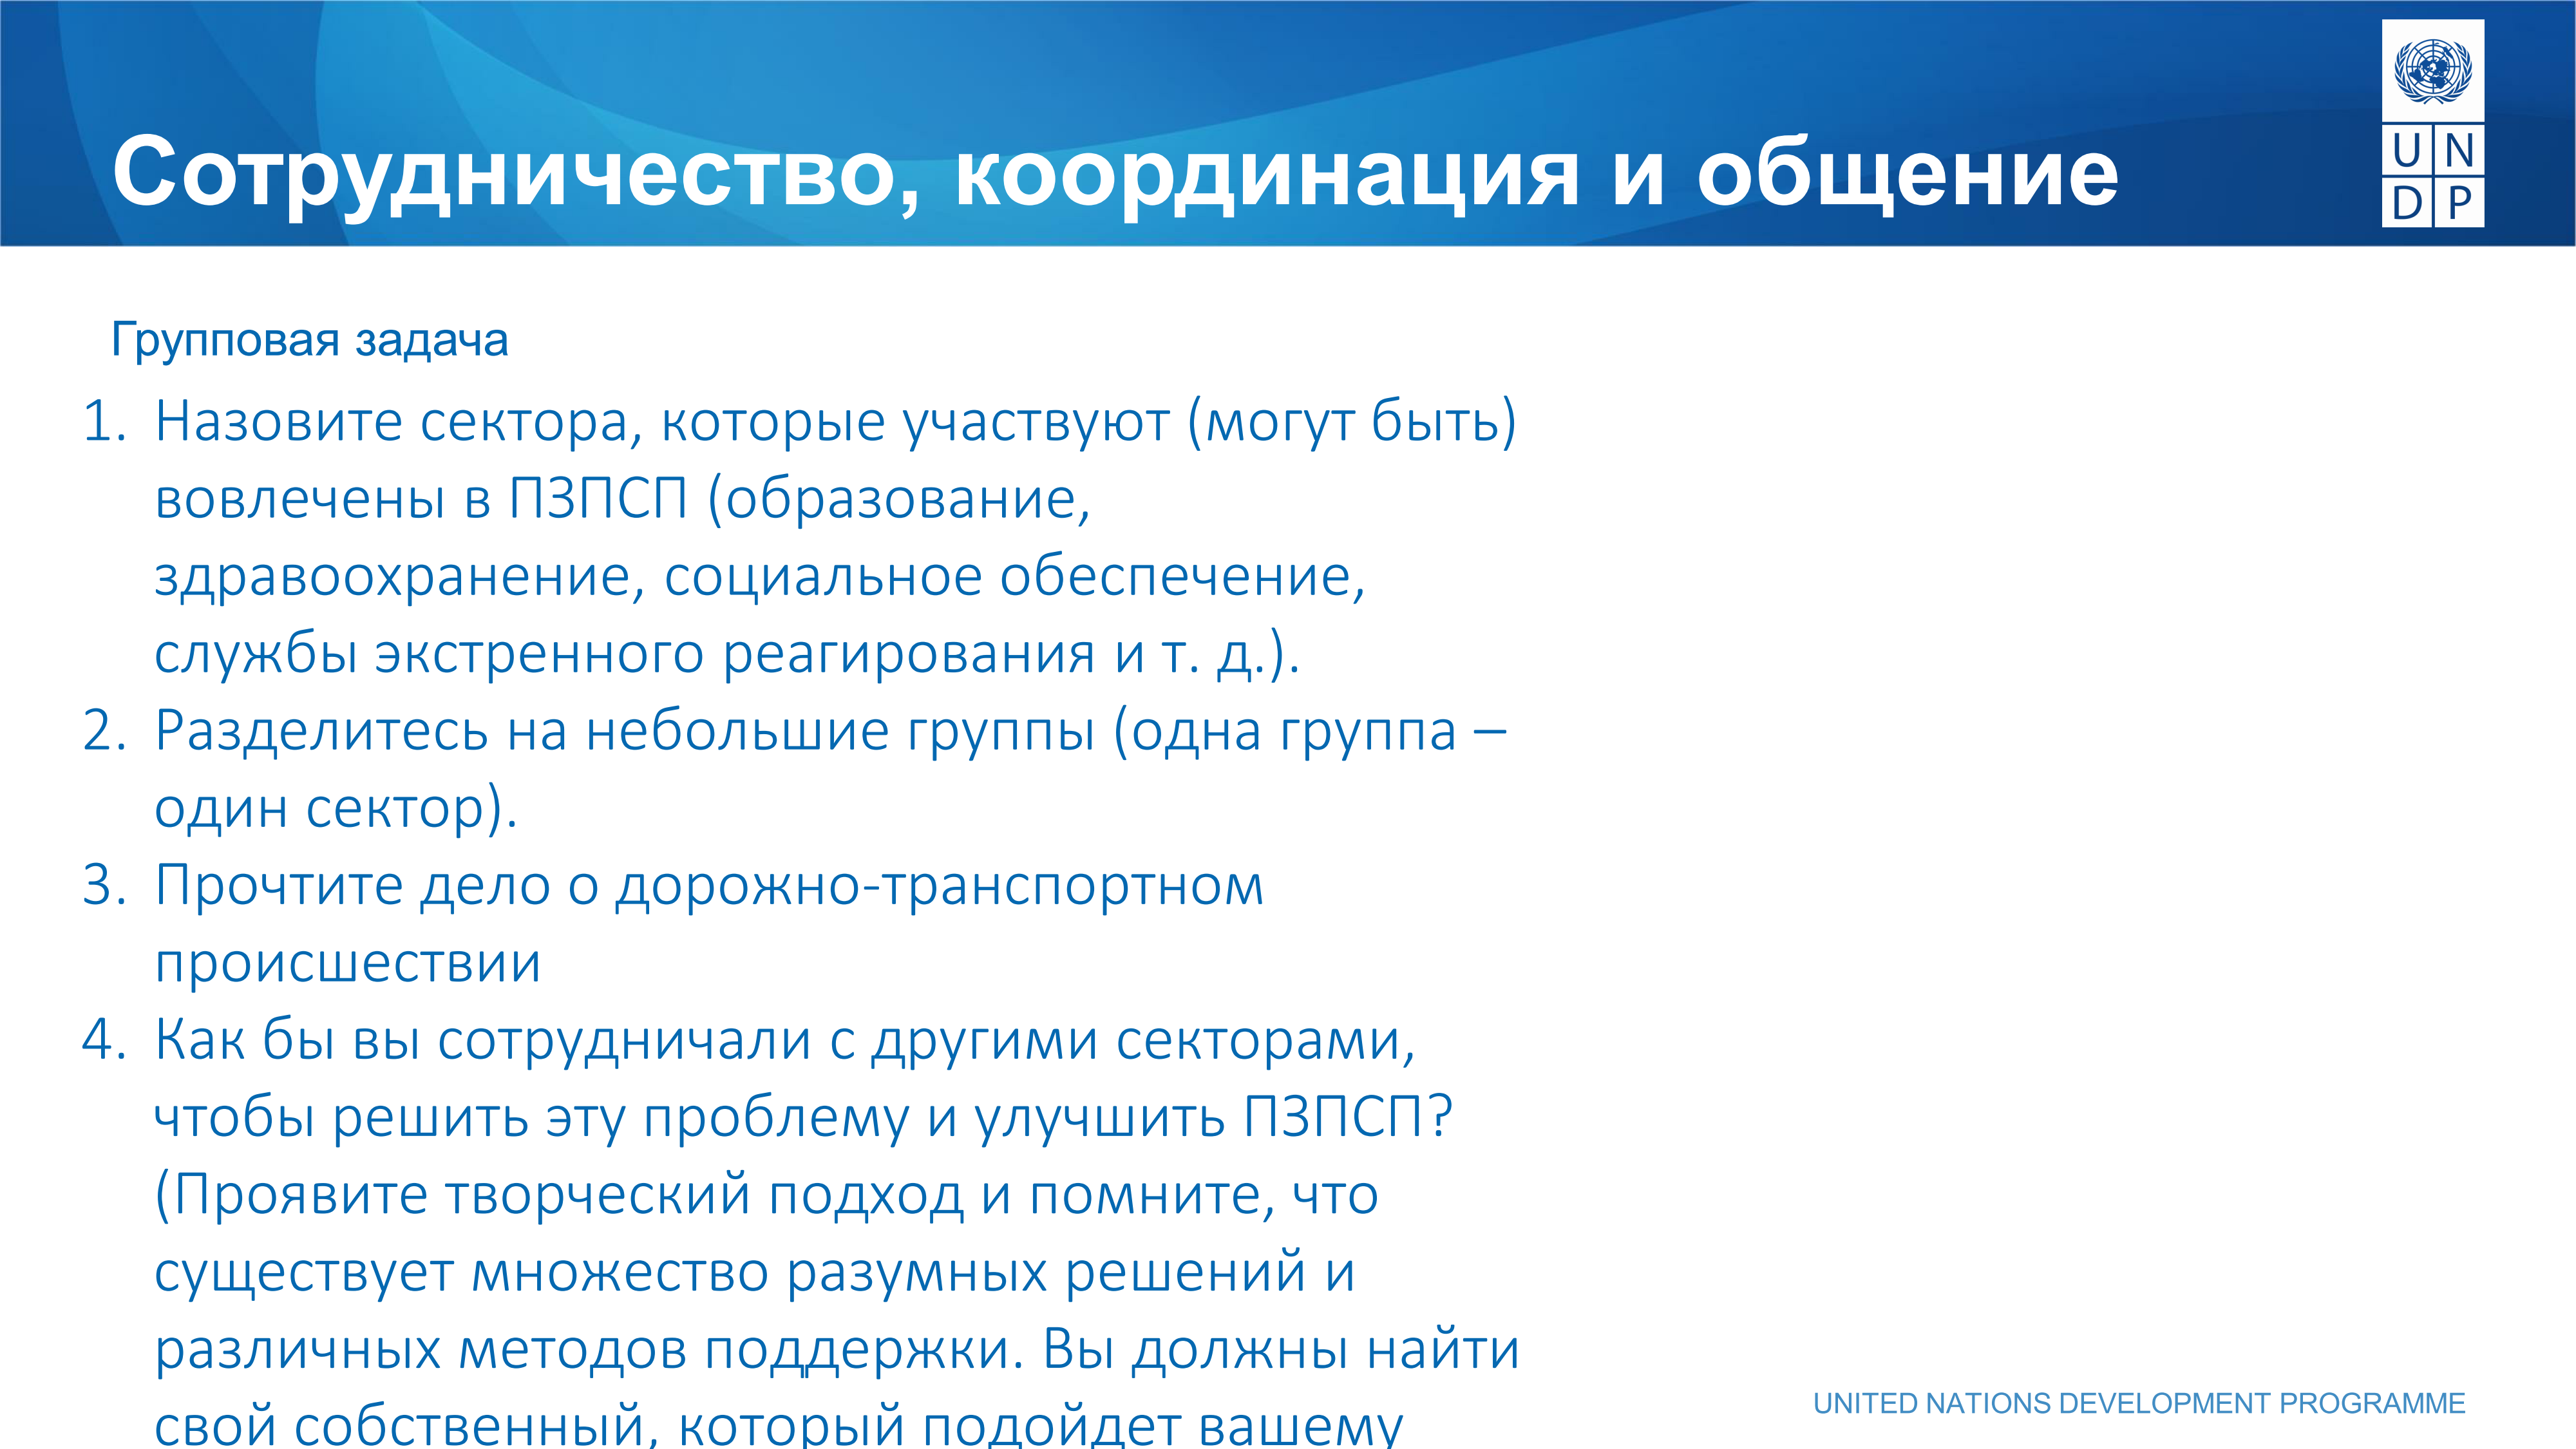 Сотрудничество, координация и общение
UN
DP
Групповая задача
1. Назовите сектора, которые участвуют (могут быть)
вовлечены в ПЗПСП (образование,
здравоохранение, социальное обеспечение,
службы экстренного реагирования и т. д.).
2. Разделитесь на небольшие группы (одна группа –
один сектор).
3. Прочтите дело о дорожно-транспортном
происшествии
4. Как бы вы сотрудничали с другими секторами,
чтобы решить эту проблему и улучшить ПЗПСП?
(Проявите творческий подход и помните, что
существует множество разумных решений и
различных методов поддержки. Вы должны найти
свой собственный, который подойдет вашему
UNITED NATIONS DEVELOPMENT PROGRAMME